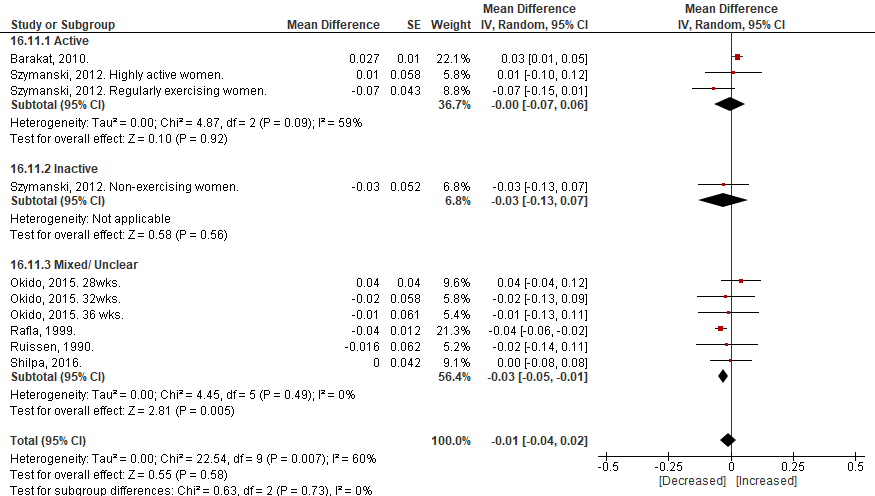 Mean Difference Mean Difference
Study or Subgroup Mean Difference SE Weight IV, Random, 95% CI IV, Random, 95% CI
16.11.1 Active
Barakat, 2010. 0.027 0.01 22.1% 0.03 [0.01, 0.05]
Szymanski, 2012. Highly active women. 0.01 0.058 5.8% 0.01 [-0.10, 0.12]
Szymanski, 2012. Regularly exercising women. -0.07 0.043 8.8% -0.07 [-0.15, 0.01]
Subtotal (95% CI) 36.7% -0.00 [-0.07, 0.06]
Heterogeneity: Tau² = 0.00; Chi² = 4.87, df = 2 (P = 0.09); I² = 59%
Test for overall effect: Z = 0.10 (P = 0.92)
16.11.2 Inactive
Szymanski, 2012. Non-exercising women. -0.03 0.052 6.8% -0.03 [-0.13, 0.07]
Subtotal (95% CI) 6.8% -0.03 [-0.13, 0.07]
Heterogeneity: Not applicable
Test for overall effect: Z = 0.58 (P = 0.56)
16.11.3 Mixed/ Unclear
Okido, 2015. 28wks. 0.04 0.04 9.6% 0.04 [-0.04, 0.12]
Okido, 2015. 32wks. -0.02 0.058 5.8% -0.02 [-0.13, 0.09]
Okido, 2015. 36 wks. -0.01 0.061 5.4% -0.01 [-0.13, 0.11]
Rafla, 1999. -0.04 0.012 21.3% -0.04 [-0.06, -0.02]
Ruissen, 1990. -0.016 0.062 5.2% -0.02 [-0.14, 0.11]
Shilpa, 2016. 0 0.042 9.1% 0.00 [-0.08, 0.08]
Subtotal (95% CI) 56.4% -0.03 [-0.05, -0.01]
Heterogeneity: Tau² = 0.00; Chi² = 4.45, df = 5 (P = 0.49); I² = 0%
Test for overall effect: Z = 2.81 (P = 0.005)
Total (95% CI) 100.0% -0.01 [-0.04, 0.02]
Heterogeneity: Tau² = 0.00; Chi² = 22.54, df = 9 (P = 0.007); I² = 60%
Test for overall effect: Z = 0.55 (P = 0.58)
Test for subgroup differences: Chi² = 0.63, df = 2 (P = 0.73), I² = 0%
-0.5 -0.25 0 0.25 0.5
[Decreased] [Increased]